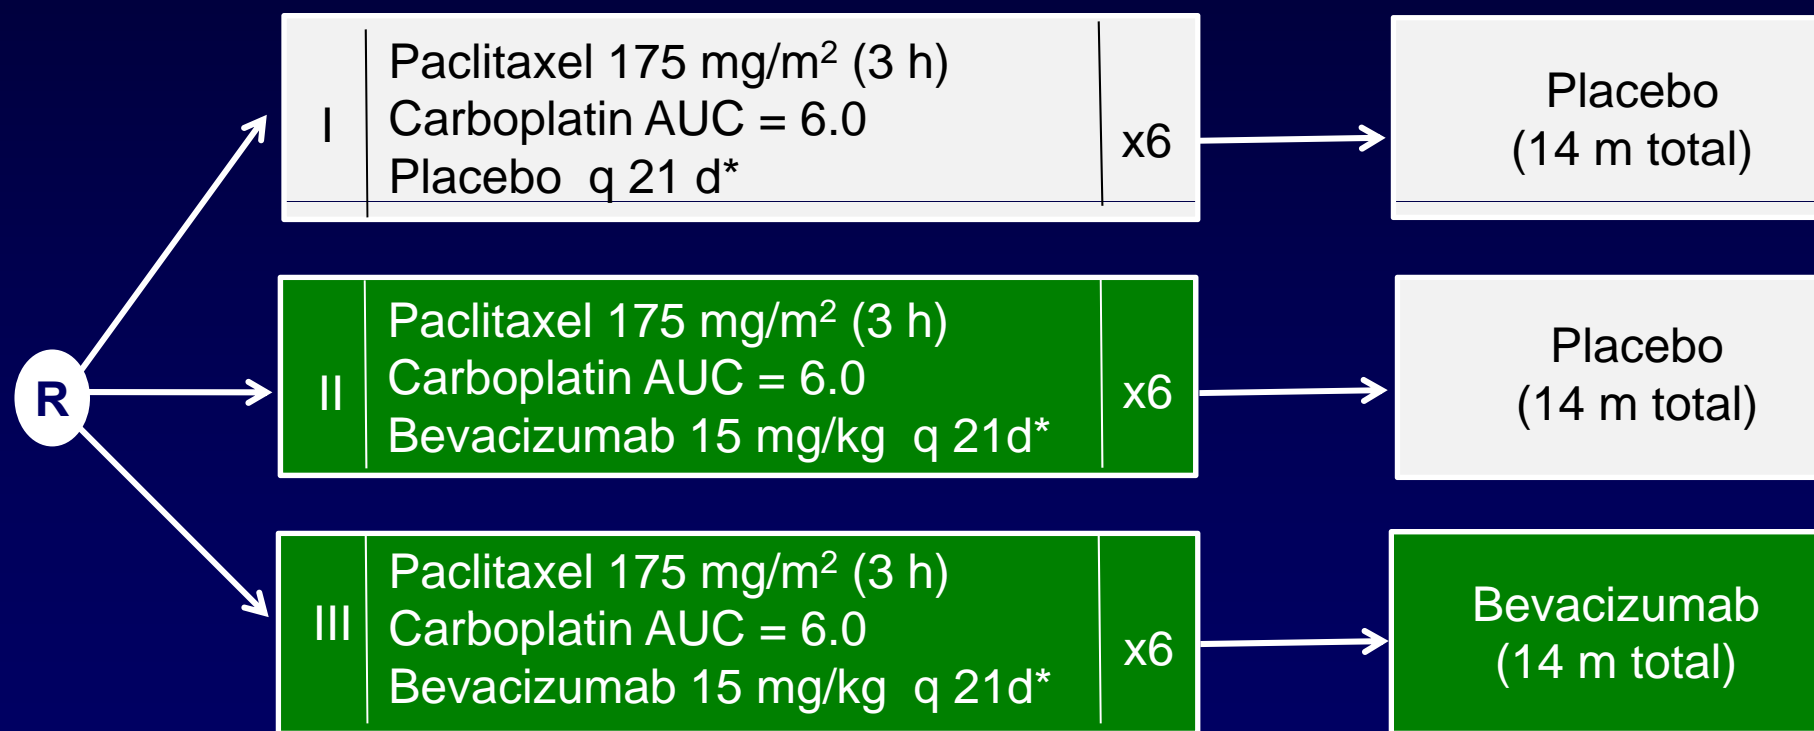 I
Paclitaxel 175 mg/m² (3 h)
Carboplatin AUC = 6.0
Placebo q 21 d*
x6
Placebo
(14 m total)
R
II
Paclitaxel 175 mg/m² (3 h)
Carboplatin AUC = 6.0
Bevacizumab 15 mg/kg q 21d*
x6
Placebo
(14 m total)
III
Paclitaxel 175 mg/m² (3 h)
Carboplatin AUC = 6.0
Bevacizumab 15 mg/kg q 21d*
x6
Bevacizumab
(14 m total)